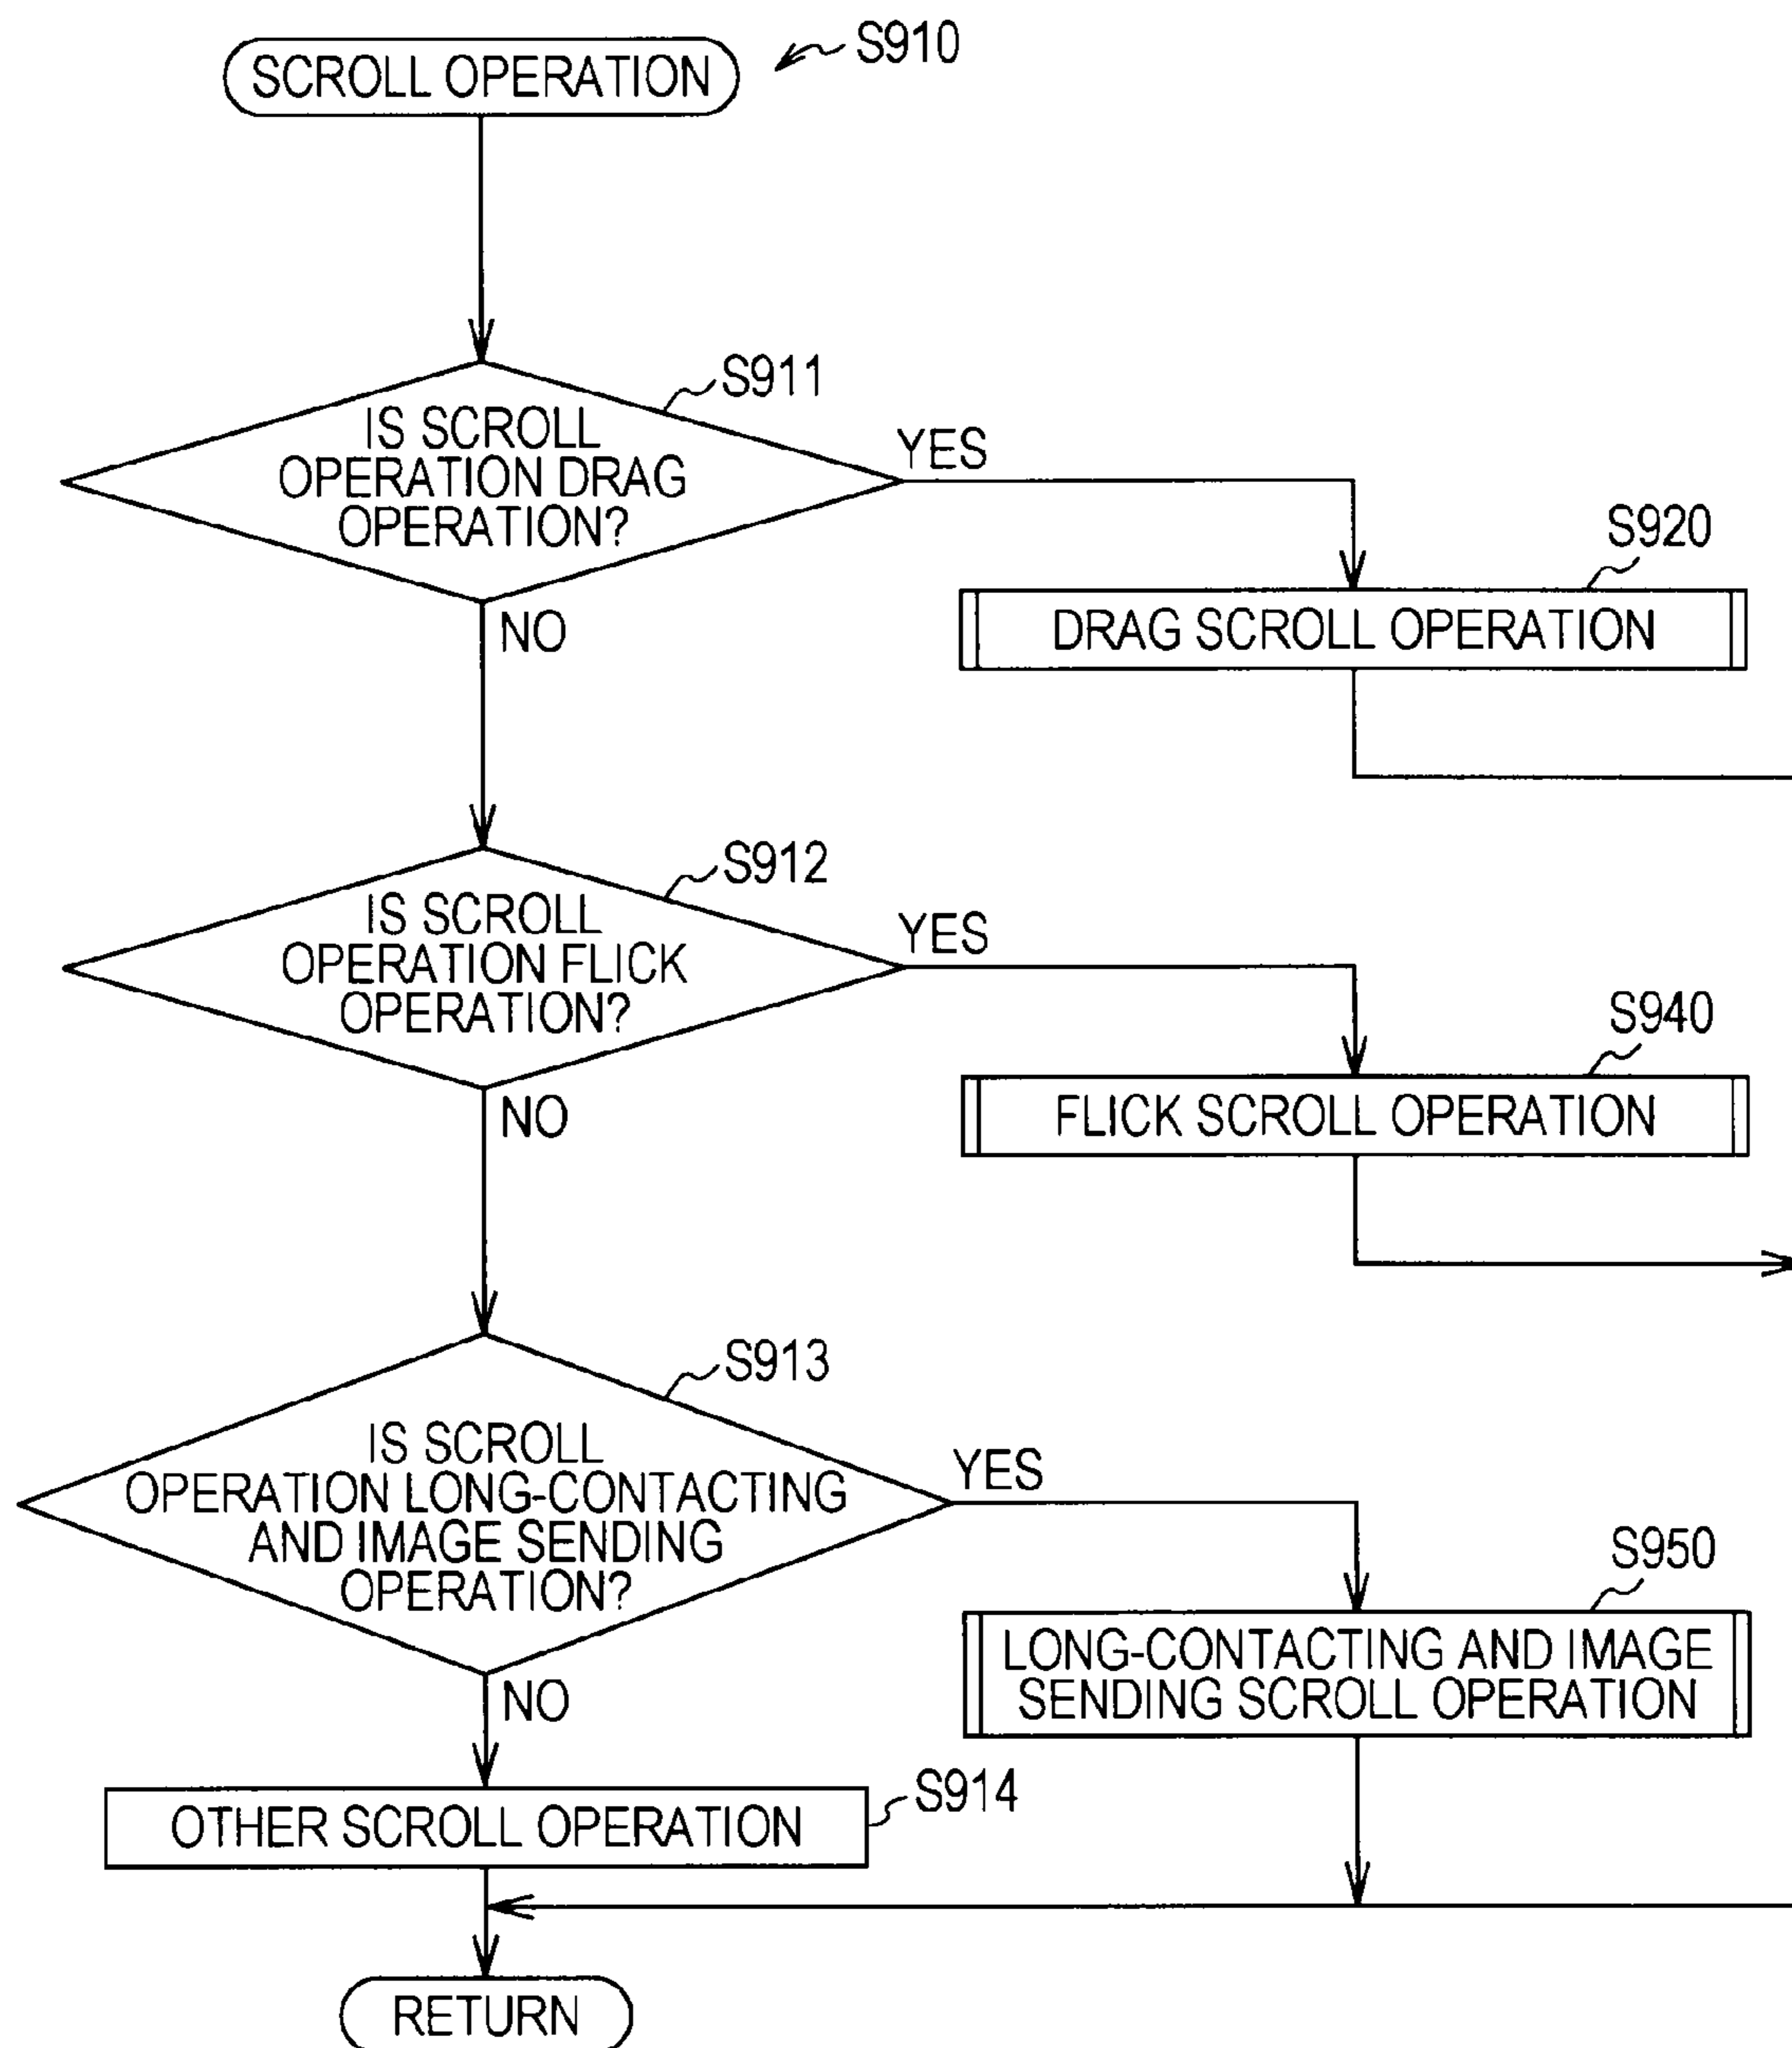 SCROLL OPERATION
S910
S911
IS SCROLL
OPERATION DRAG
OPERATION?
YES
NO
S920
DRAG SCROLL OPERATION
S912
IS SCROLL
OPERATION FLICK
OPERATION?
YES
NO
S940
FLICK SCROLL OPERATION
S913
IS SCROLL
OPERATION LONG-CONTACTING
AND IMAGE SENDING
OPERATION?
YES
NO
S950
LONG-CONTACTING AND IMAGE
SENDING SCROLL OPERATION
OTHER SCROLL OPERATION
S914
RETURN